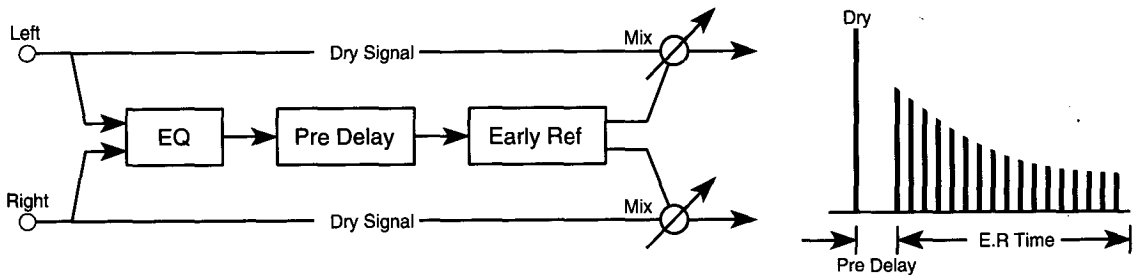 Left
Dry Signal
Mix
EQ
Pre Delay
Early Ref
Right
Dry Signal
Mix
Dry
E.R Time
Pre Delay